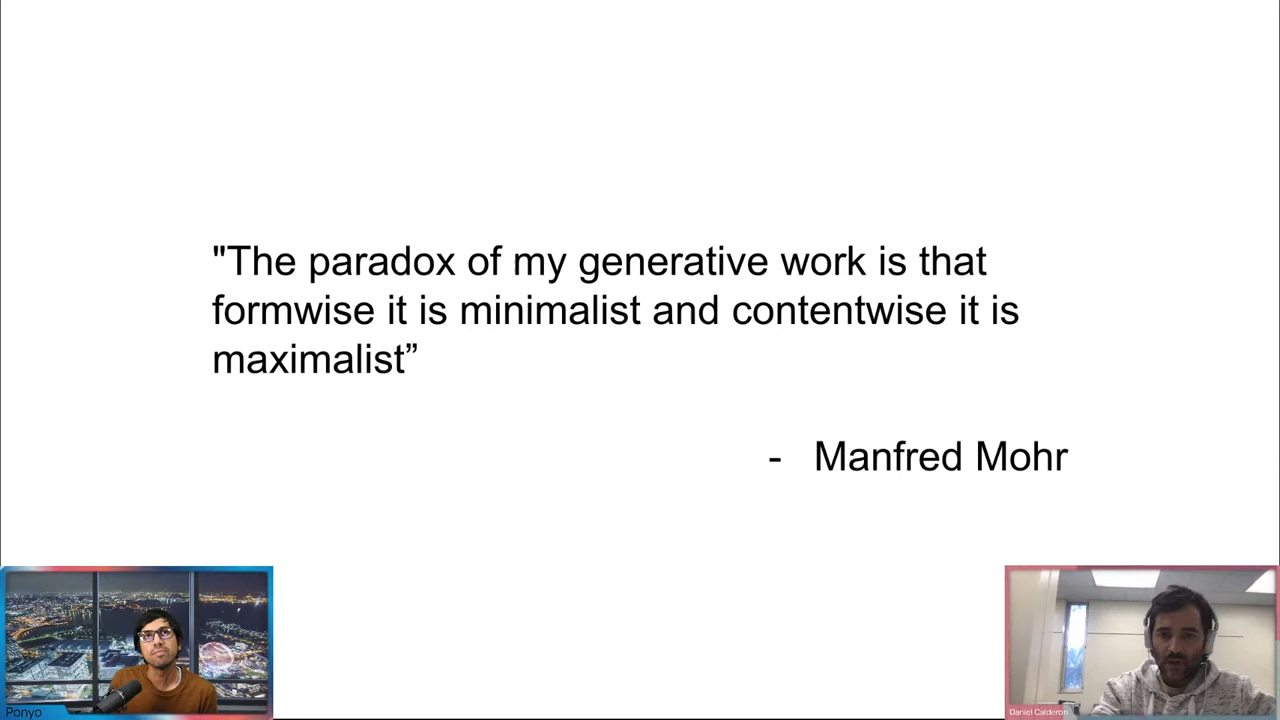 "The paradox of my generative work is that
formwise it is minimalist and contentwise it is
maximalist”
- Manfred Mohr
Ponyo
Daniel Calderon